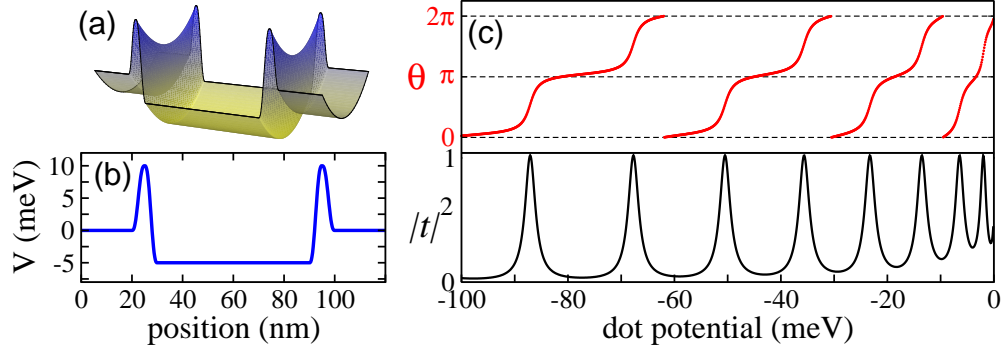 (a)
(b)
V (meV)
10
5
0
-5
0 20 40 60 80 100
position (nm)
(c)
2π
θ π
0
1
|t|²
0
-100 -80 -60 -40 -20 0
dot potential (meV)